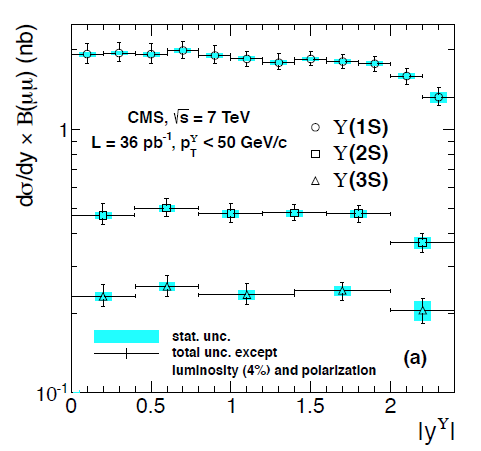 dσ/dy × B(μμ) (nb)
1
10⁻¹
CMS, √s = 7 TeV
L = 36 pb⁻¹, p_T^Υ < 50 GeV/c
Υ(1S)
Υ(2S)
Υ(3S)
stat. unc.
total unc. except
luminosity (4%) and polarization
(a)
0 0.5 1 1.5 2
|y^Υ|